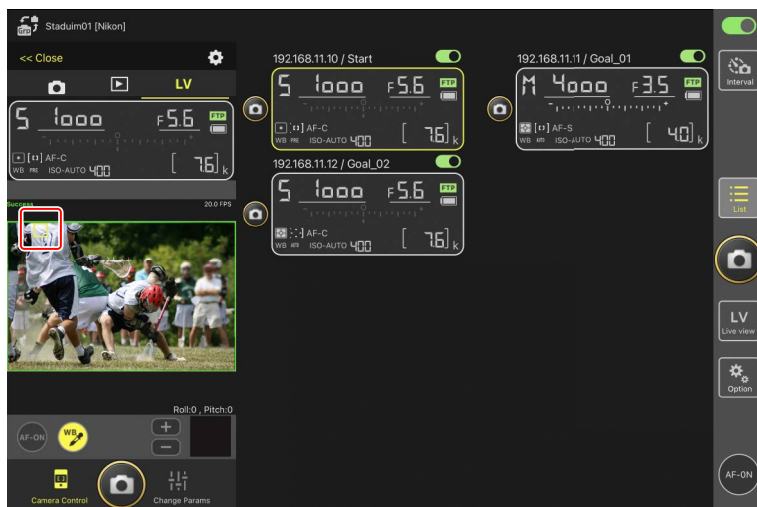 Grp Staduim01 [Nikon]
<< Close
LV
S 1000 F5.6 FTP
AF-C
WB PRE ISO-AUTO 400 [ 7.6] k
Success 20.0 FPS
Roll:0 , Pitch:0
AF-ON WB + −
Camera Control Change Params
192.168.11.10 / Start
S 1000 F5.6 FTP
AF-C
WB PRE ISO-AUTO 400 [ 7.6] k
192.168.11.11 / Goal_01
M 4000 F3.5 FTP
AF-S
WB AUTO ISO-AUTO 400 [ 4.0] k
192.168.11.12 / Goal_02
S 1000 F5.6 FTP
AF-C
WB AUTO ISO-AUTO 400 [ 7.6] k
Interval
List
LV
Live view
Option
AF-ON